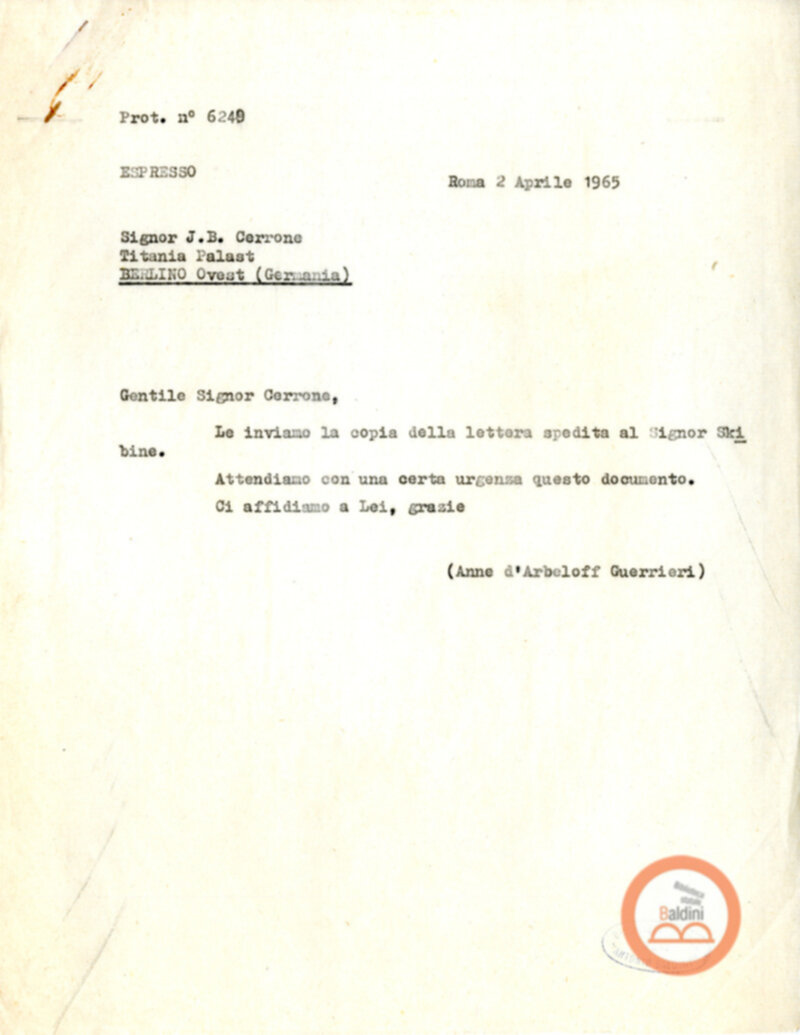 Prot. n° 6249
ESPRESSO
Roma 2 Aprile 1965
Signor J.B. Cerrone
Titania Palast
BERLINO Ovest (Germania)
Gentile Signor Cerrone,
Le inviamo la copia della lettera spedita al Signor Ski
bine.
Attendiamo con una certa urgenza questo documento.
Ci affidiamo a Lei, grazie
(Anne d'Arbeloff Guerrieri)
Biblioteca
statale
Baldini